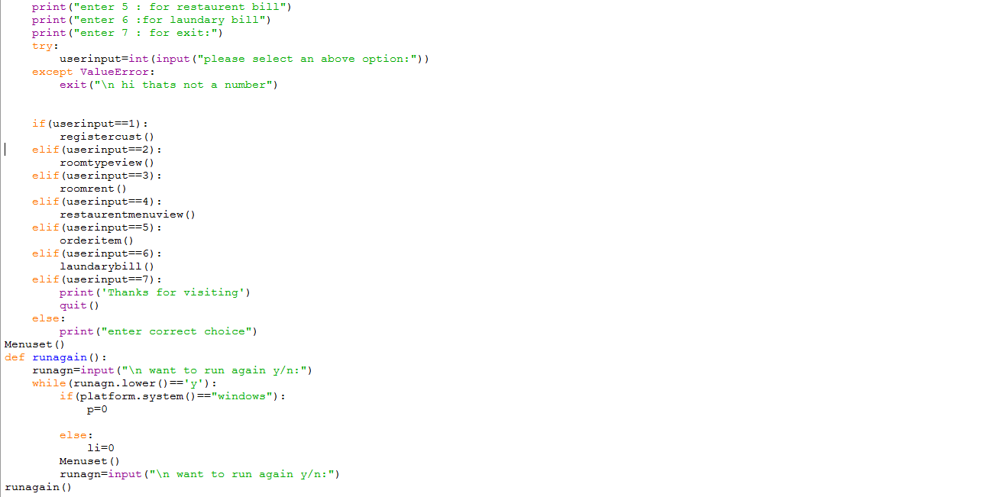 print("enter 5 : for restaurent bill")
    print("enter 6 :for laundary bill")
    print("enter 7 : for exit:")
    try:
        userinput=int(input("please select an above option:"))
    except ValueError:
        exit("\n hi thats not a number")
    if(userinput==1):
        registercust()
    elif(userinput==2):
        roomtypeview()
    elif(userinput==3):
        roomrent()
    elif(userinput==4):
        restaurentmenuview()
    elif(userinput==5):
        orderitem()
    elif(userinput==6):
        laundarybill()
    elif(userinput==7):
        print('Thanks for visiting')
        quit()
    else:
        print("enter correct choice")
Menuset()
def runagain():
    runagn=input("\n want to run again y/n:")
    while(runagn.lower()=='y'):
        if(platform.system()=="windows"):
            p=0
        else:
            li=0
        Menuset()
        runagn=input("\n want to run again y/n:")
runagain()